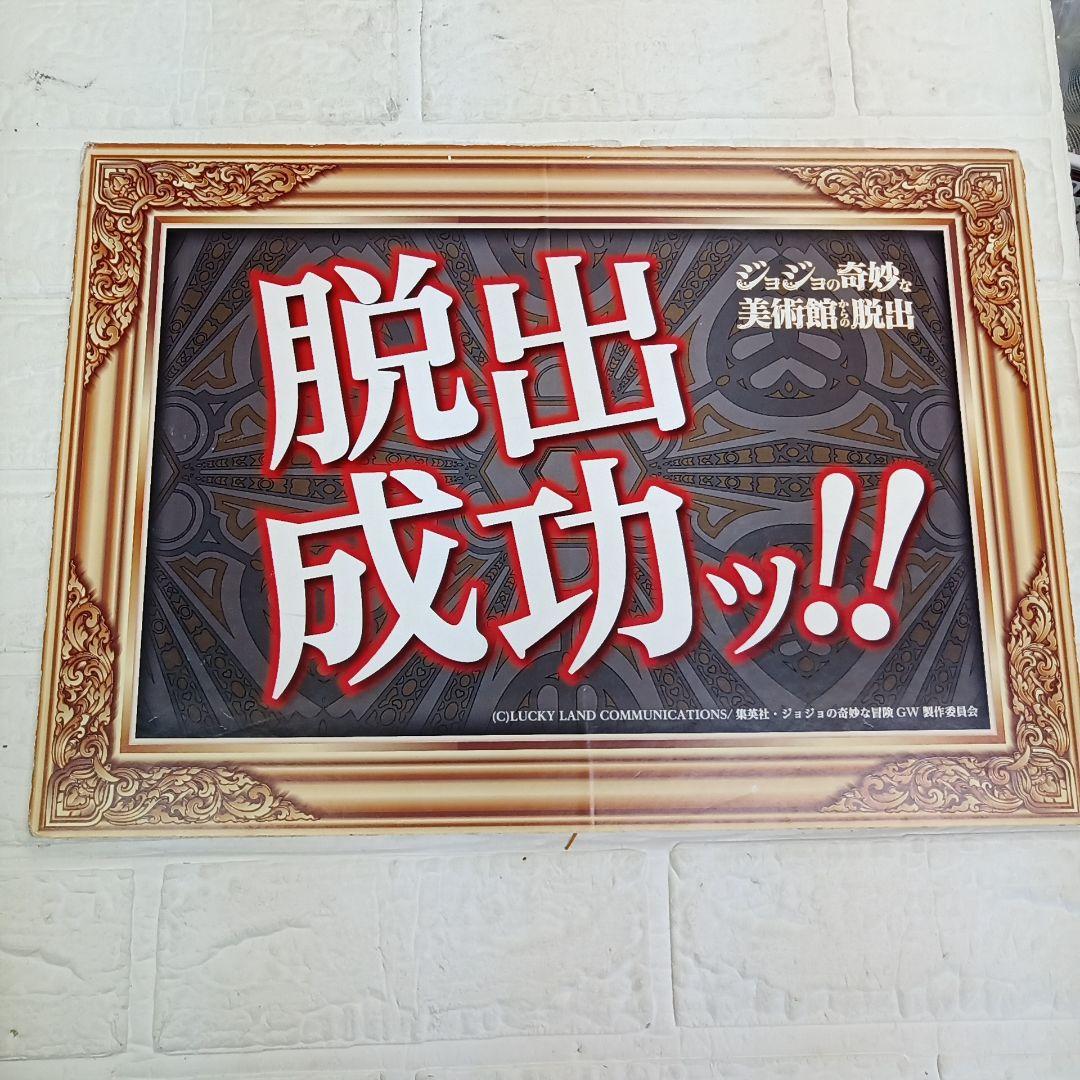 ジョジョの奇妙な
美術館からの脱出
脱出
成功ッ!!
(C)LUCKY LAND COMMUNICATIONS/ 集英社・ジョジョの奇妙な冒険 GW 製作委員会